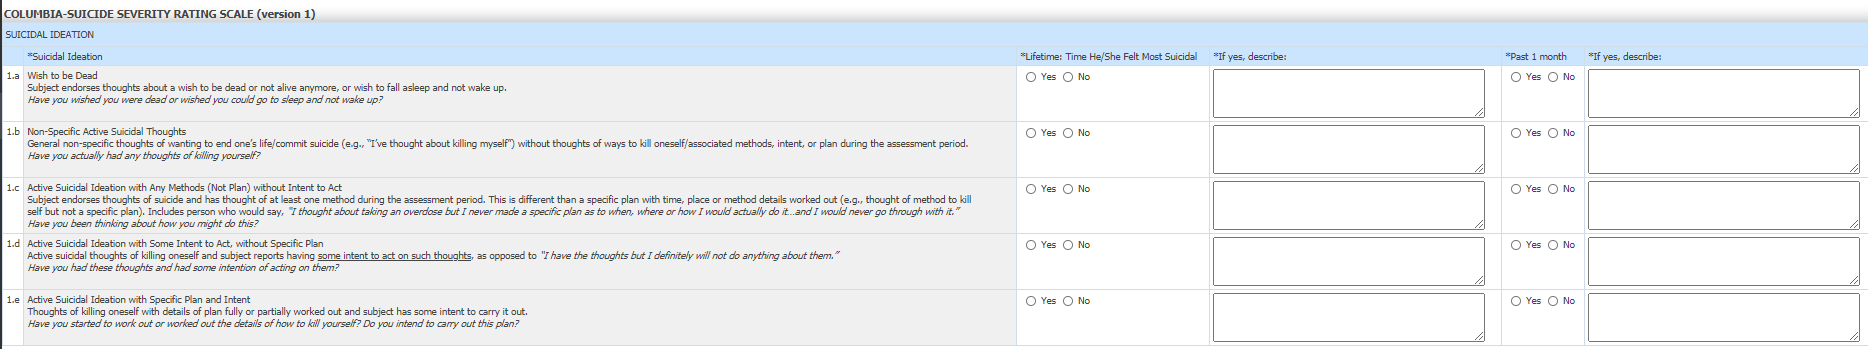 COLUMBIA-SUICIDE SEVERITY RATING SCALE (version 1)
SUICIDAL IDEATION
*Suicidal Ideation *Lifetime: Time He/She Felt Most Suicidal *If yes, describe: *Past 1 month *If yes, describe:
1.a Wish to be Dead Yes No Yes No
Subject endorses thoughts about a wish to be dead or not alive anymore, or wish to fall asleep and not wake up.
Have you wished you were dead or wished you could go to sleep and not wake up?
1.b Non-Specific Active Suicidal Thoughts Yes No Yes No
General non-specific thoughts of wanting to end one's life/commit suicide (e.g., "I've thought about killing myself") without thoughts of ways to kill oneself/associated methods, intent, or plan during the assessment period.
Have you actually had any thoughts of killing yourself?
1.c Active Suicidal Ideation with Any Methods (Not Plan) without Intent to Act Yes No Yes No
Subject endorses thoughts of suicide and has thought of at least one method during the assessment period. This is different than a specific plan with time, place or method details worked out (e.g., thought of method to kill
self but not a specific plan). Includes person who would say, "I thought about taking an overdose but I never made a specific plan as to when, where or how I would actually do it...and I would never go through with it."
Have you been thinking about how you might do this?
1.d Active Suicidal Ideation with Some Intent to Act, without Specific Plan Yes No Yes No
Active suicidal thoughts of killing oneself and subject reports having some intent to act on such thoughts, as opposed to "I have the thoughts but I definitely will not do anything about them."
Have you had these thoughts and had some intention of acting on them?
1.e Active Suicidal Ideation with Specific Plan and Intent Yes No Yes No
Thoughts of killing oneself with details of plan fully or partially worked out and subject has some intent to carry it out.
Have you started to work out or worked out the details of how to kill yourself? Do you intend to carry out this plan?